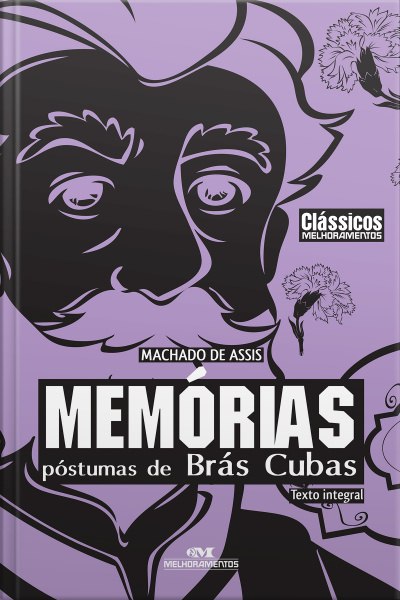 Clássicos
MELHORAMENTOS
MACHADO DE ASSIS
MEMÓRIAS
póstumas de Brás Cubas
Texto integral
M
MELHORAMENTOS